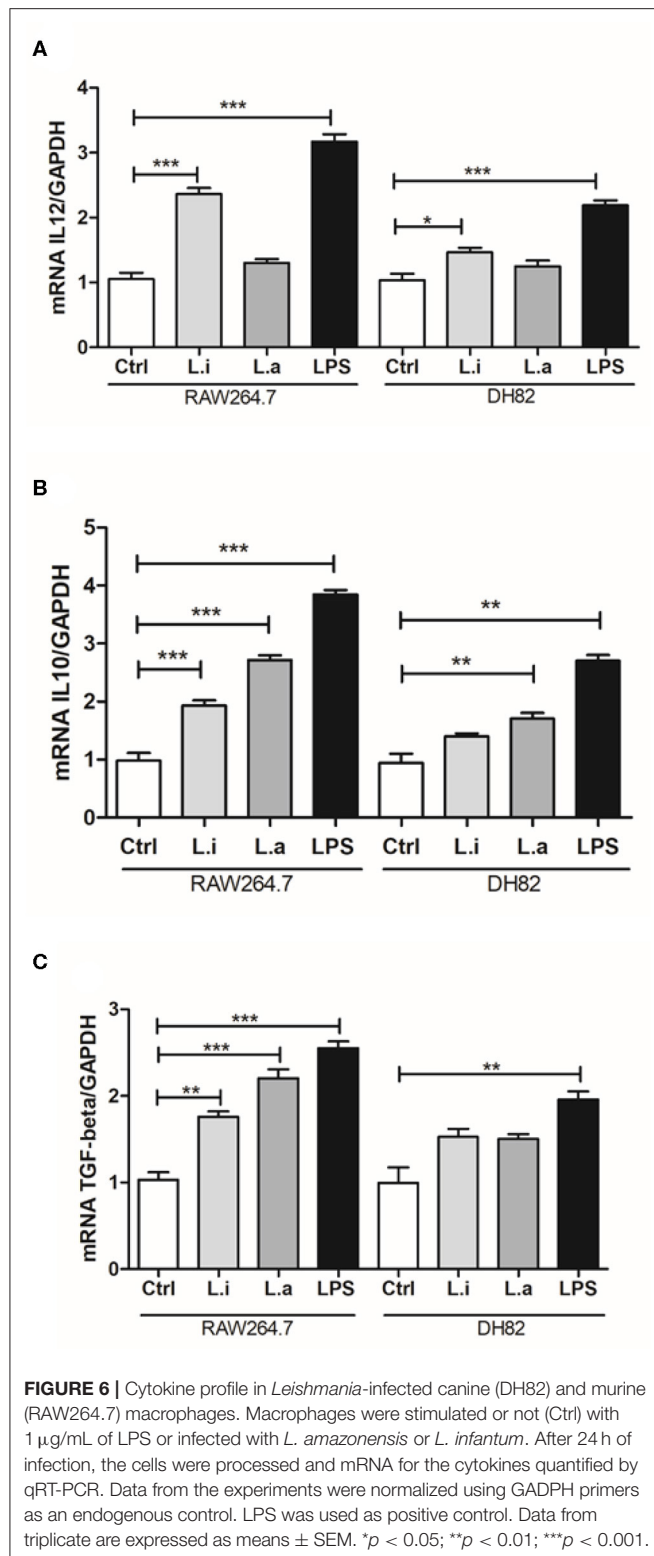 A
mRNA IL12/GAPDH
4
3
2
1
0
***
***
***
*
Ctrl L.i L.a LPS Ctrl L.i L.a LPS
RAW264.7 DH82
B
mRNA IL10/GAPDH
5
4
3
2
1
0
***
***
***
**
**
Ctrl L.i L.a LPS Ctrl L.i L.a LPS
RAW264.7 DH82
C
mRNA TGF-beta/GAPDH
3
2
1
0
***
***
**
**
Ctrl L.i L.a LPS Ctrl L.i L.a LPS
RAW264.7 DH82
FIGURE 6 | Cytokine profile in Leishmania-infected canine (DH82) and murine
(RAW264.7) macrophages. Macrophages were stimulated or not (Ctrl) with
1 μg/mL of LPS or infected with L. amazonensis or L. infantum. After 24 h of
infection, the cells were processed and mRNA for the cytokines quantified by
qRT-PCR. Data from the experiments were normalized using GADPH primers
as an endogenous control. LPS was used as positive control. Data from
triplicate are expressed as means ± SEM. *p < 0.05; **p < 0.01; ***p < 0.001.